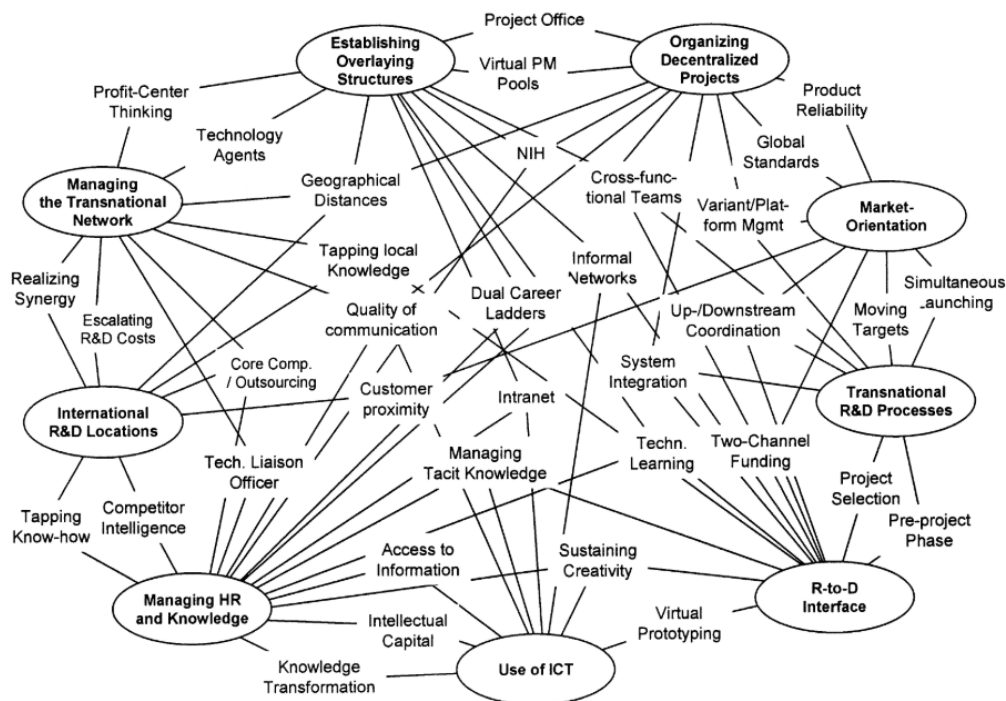 Project Office
Establishing
Overlaying
Structures
Organizing
Decentralized
Projects
Virtual PM
Pools
Profit-Center
Thinking
Product
Reliability
Technology
Agents
NIH
Global
Standards
Managing
the Transnational
Network
Geographical
Distances
Cross-func-
tional Teams
Variant/Plat-
form Mgmt
Market-
Orientation
Tapping local
Knowledge
Informal
Networks
Realizing
Synergy
Escalating
R&D Costs
Quality of
communication
Dual Career
Ladders
Up-/Downstream
Coordination
Moving
Targets
Simultaneous
Launching
Core Comp.
/ Outsourcing
System
Integration
International
R&D Locations
Customer
proximity
Intranet
Transnational
R&D Processes
Tech. Liaison
Officer
Managing
Tacit Knowledge
Techn.
Learning
Two-Channel
Funding
Project
Selection
Tapping
Know-how
Competitor
Intelligence
Pre-project
Phase
Access to
Information
Sustaining
Creativity
Managing HR
and Knowledge
R-to-D
Interface
Intellectual
Capital
Virtual
Prototyping
Knowledge
Transformation
Use of ICT